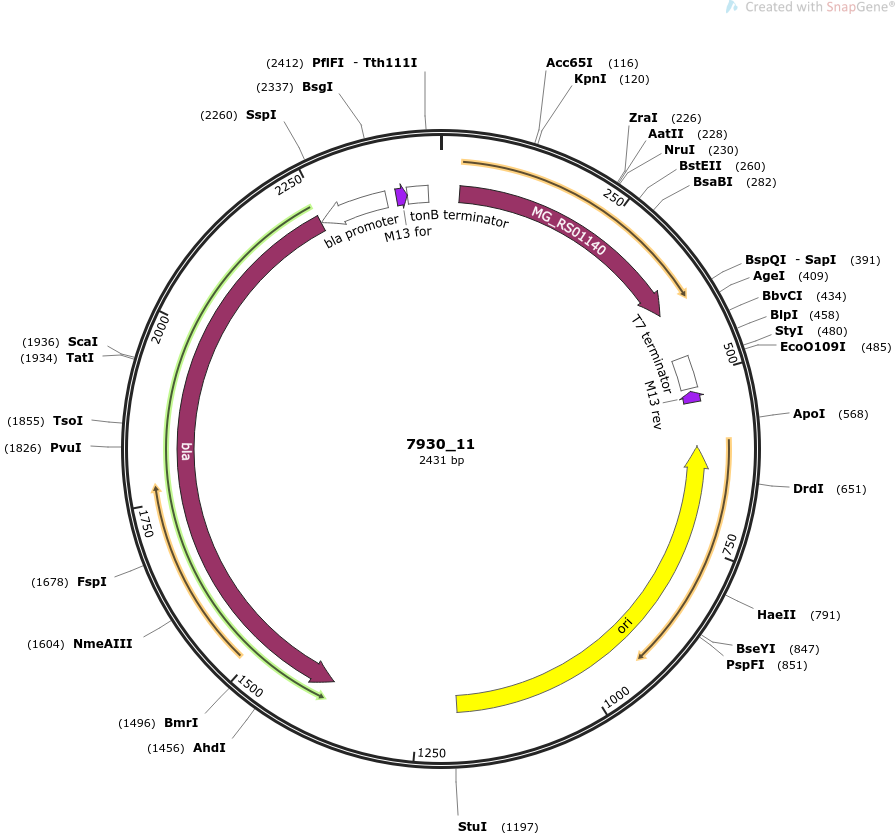 Created with SnapGene®
(2412) PflFI - Tth111I
(2337) BsgI
(2260) SspI
Acc65I (116)
KpnI (120)
ZraI (226)
AatII (228)
NruI (230)
BstEII (260)
BsaBI (282)
2250
250
bla promoter
M13 for
tonB terminator
MG_RS01140
BspQI - SapI (391)
AgeI (409)
BbvCI (434)
BlpI (458)
StyI (480)
EcoO109I (485)
2000
500
T7 terminator
M13 rev
(1936) ScaI
(1934) TatI
(1855) TsoI
(1826) PvuI
ApoI (568)
bla
7930_11
2431 bp
DrdI (651)
1750
750
(1678) FspI
HaeII (791)
ori
(1604) NmeAIII
BseYI (847)
PspFI (851)
1500
1000
(1496) BmrI
(1456) AhdI
1250
StuI (1197)